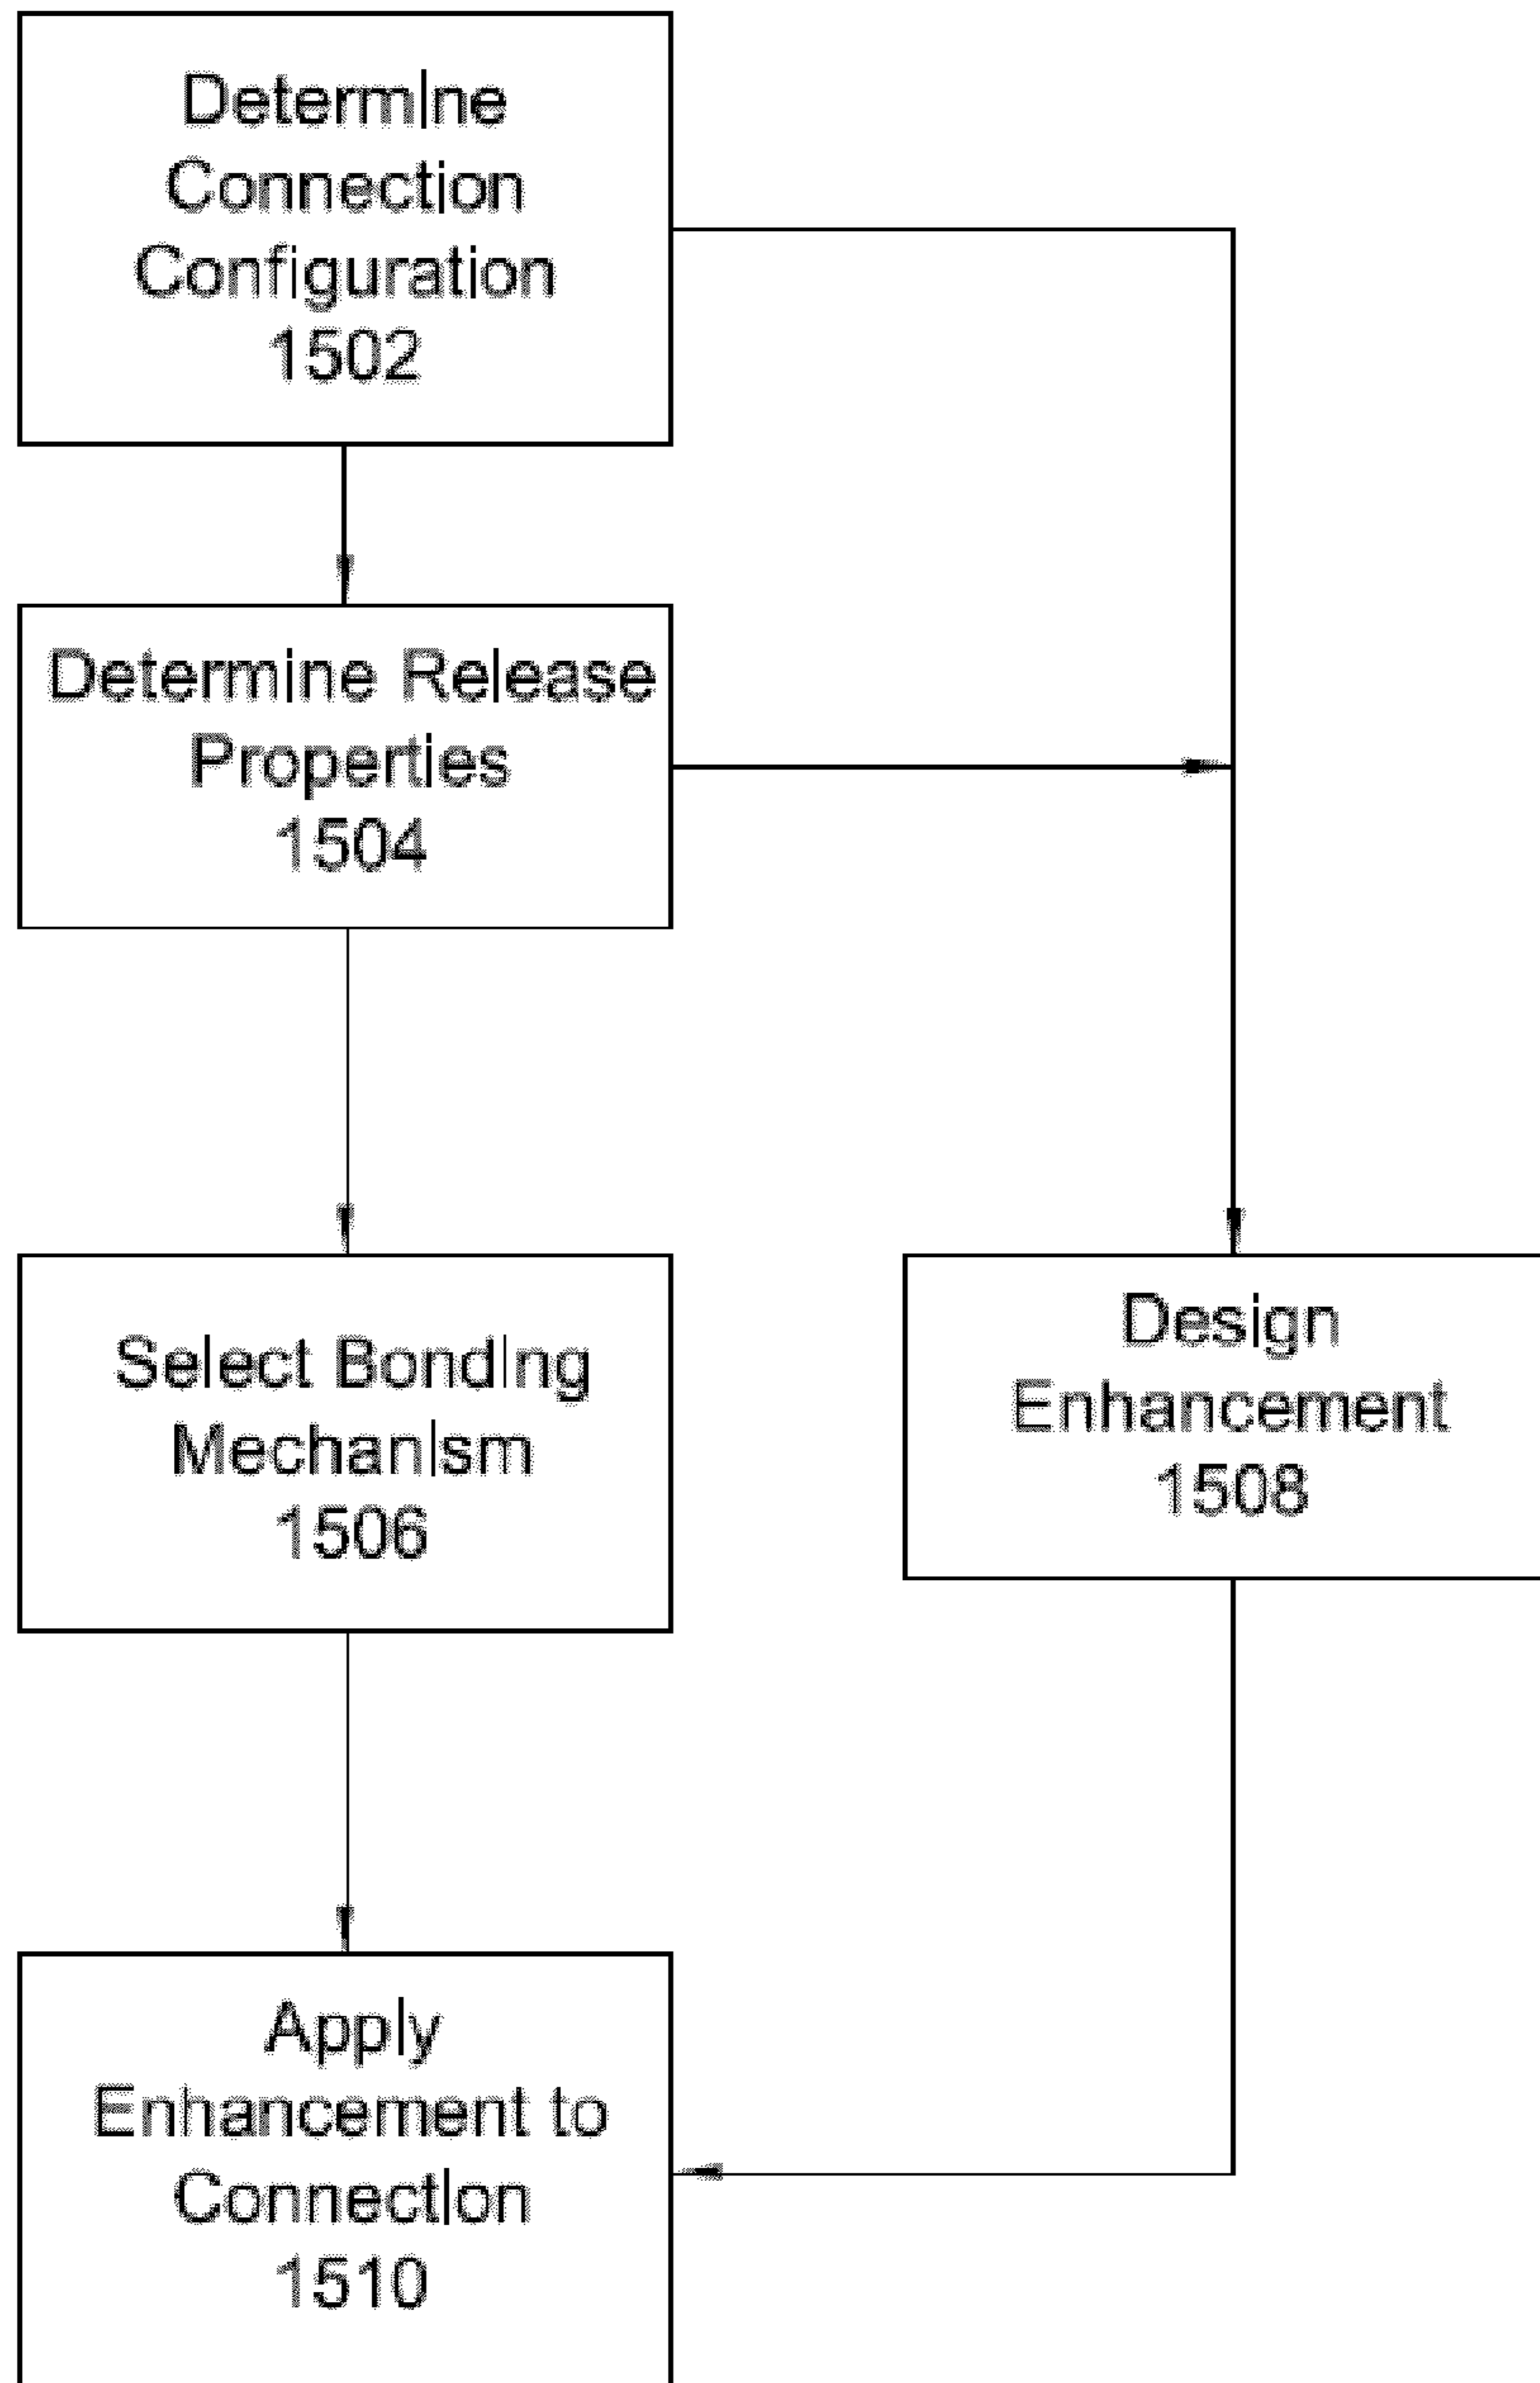 Determine
Connection
Configuration
1502
Determine Release
Properties
1504
Select Bonding
Mechanism
1506
Design
Enhancement
1508
Apply
Enhancement to
Connection
1510